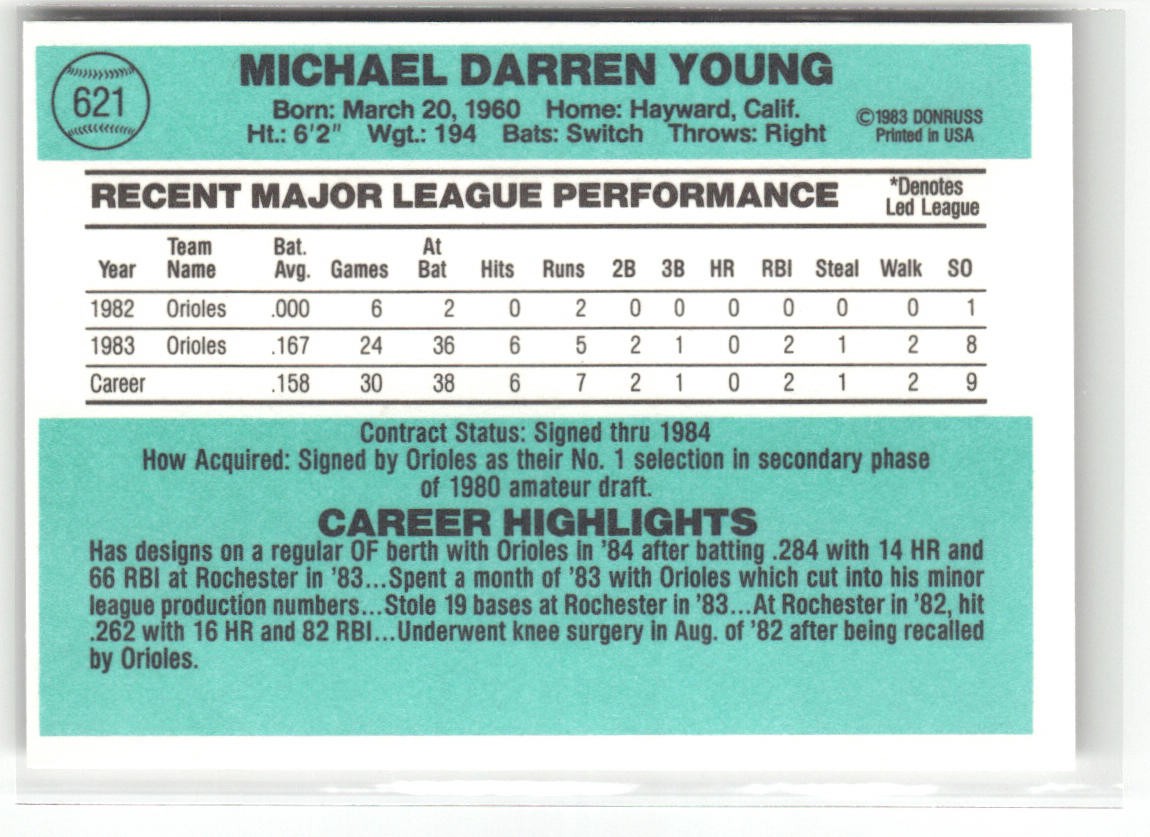 621
MICHAEL DARREN YOUNG
Born: March 20, 1960 Home: Hayward, Calif.
Ht.: 6'2" Wgt.: 194 Bats: Switch Throws: Right
©1983 DONRUSS
Printed in USA
RECENT MAJOR LEAGUE PERFORMANCE
*Denotes
Led League
Team Bat. At
Year Name Avg. Games Bat Hits Runs 2B 3B HR RBI Steal Walk SO
1982 Orioles .000 6 2 0 2 0 0 0 0 0 0 1
1983 Orioles .167 24 36 6 5 2 1 0 2 1 2 8
Career .158 30 38 6 7 2 1 0 2 1 2 9
Contract Status: Signed thru 1984
How Acquired: Signed by Orioles as their No. 1 selection in secondary phase
of 1980 amateur draft.
CAREER HIGHLIGHTS
Has designs on a regular OF berth with Orioles in '84 after batting .284 with 14 HR and
66 RBI at Rochester in '83...Spent a month of '83 with Orioles which cut into his minor
league production numbers...Stole 19 bases at Rochester in '83...At Rochester in '82, hit
.262 with 16 HR and 82 RBI...Underwent knee surgery in Aug. of '82 after being recalled
by Orioles.